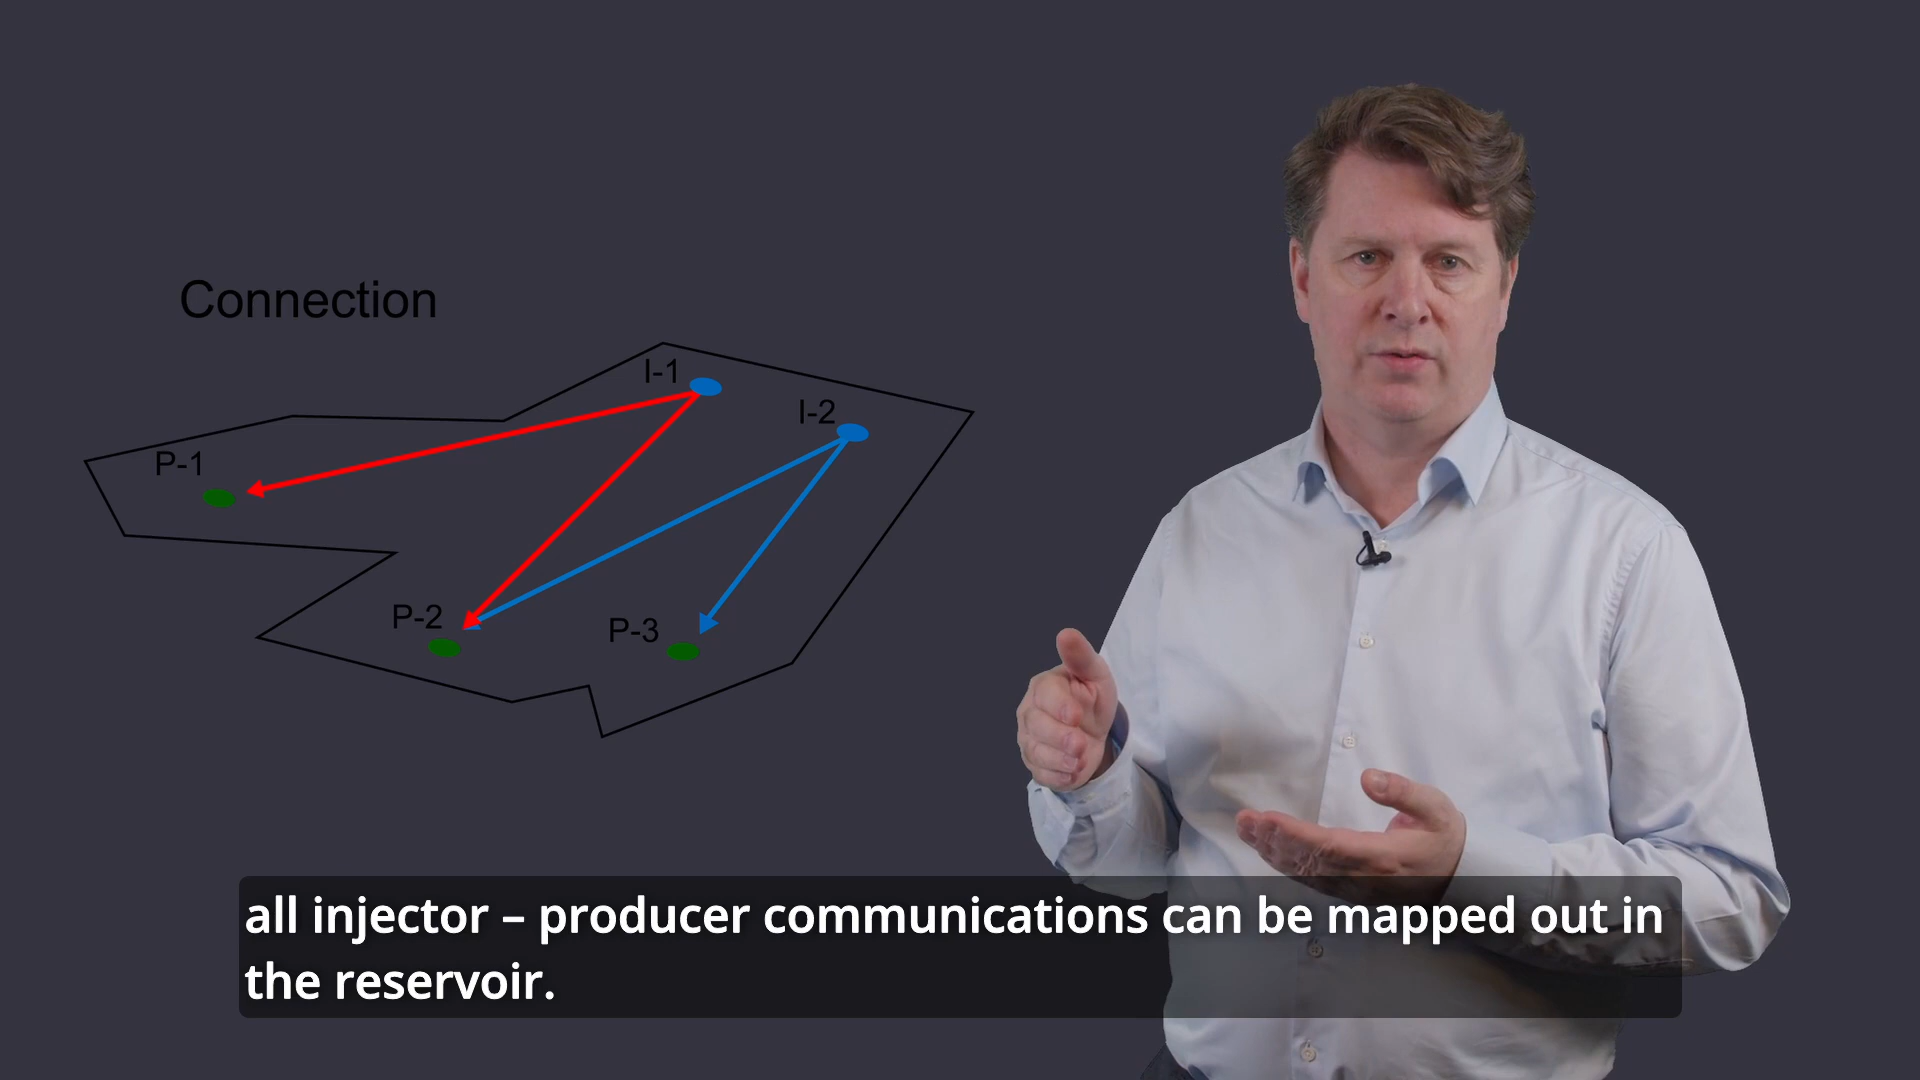 Connection
I-1
I-2
P-1
P-2
P-3
all injector – producer communications can be mapped out in
the reservoir.